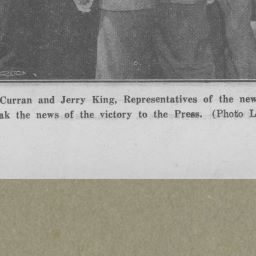 Curran and Jerry King, Representatives of the new
ak the news of the victory to the Press. (Photo L